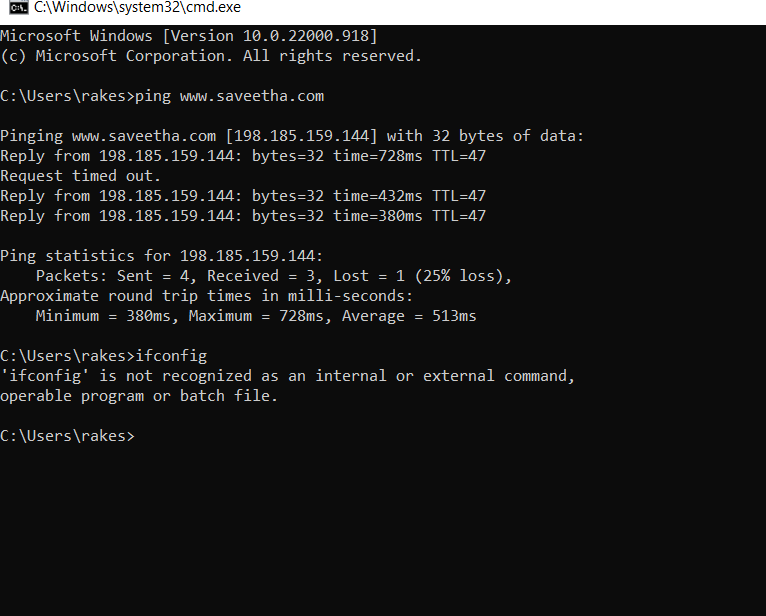 C:\Windows\system32\cmd.exe
Microsoft Windows [Version 10.0.22000.918]
(c) Microsoft Corporation. All rights reserved.
C:\Users\rakes>ping www.saveetha.com
Pinging www.saveetha.com [198.185.159.144] with 32 bytes of data:
Reply from 198.185.159.144: bytes=32 time=728ms TTL=47
Request timed out.
Reply from 198.185.159.144: bytes=32 time=432ms TTL=47
Reply from 198.185.159.144: bytes=32 time=380ms TTL=47
Ping statistics for 198.185.159.144:
    Packets: Sent = 4, Received = 3, Lost = 1 (25% loss),
Approximate round trip times in milli-seconds:
    Minimum = 380ms, Maximum = 728ms, Average = 513ms
C:\Users\rakes>ifconfig
'ifconfig' is not recognized as an internal or external command,
operable program or batch file.
C:\Users\rakes>